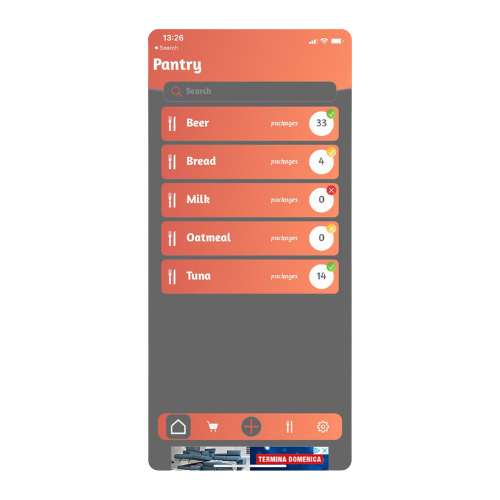 13:26
◀ Search
Pantry
Search
Beer packages 33
Bread packages 4
Milk packages 0
Oatmeal packages 0
Tuna packages 14
TERMINA DOMENICA